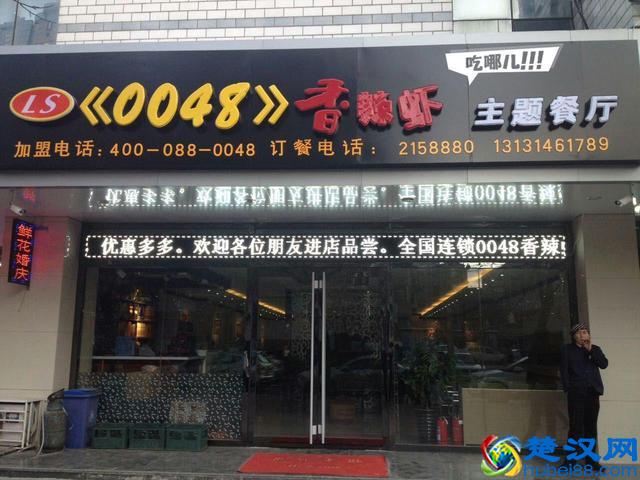 吃哪儿!!!
LS 《0048》香辣虾 主题餐厅
加盟电话:400-088-0048 订餐电话: 2158880 13131461789
优惠多多。欢迎各位朋友进店品尝。全国连锁0048香辣
鲜花婚庆
楚汉网
hubei88.com